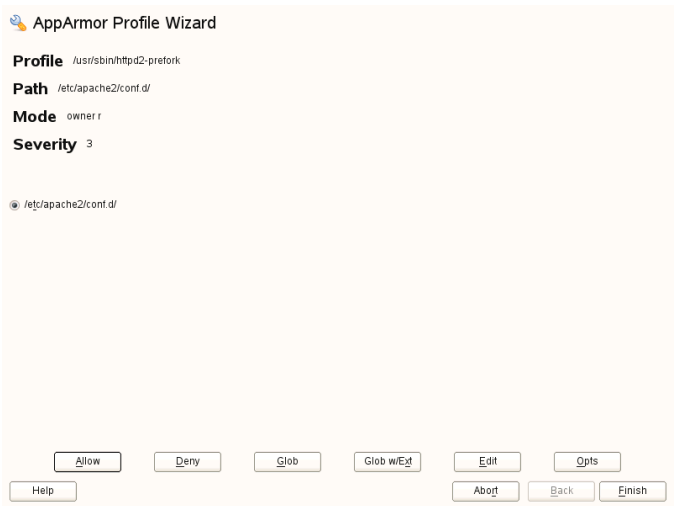 AppArmor Profile Wizard
Profile /usr/sbin/httpd2-prefork
Path /etc/apache2/conf.d/
Mode owner r
Severity 3
/etc/apache2/conf.d/
Allow Deny Glob Glob w/Ext Edit Opts
Help Abort Back Finish